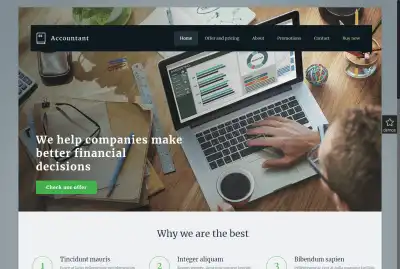 Accountant
Home Offer and pricing About Promotions Contact Buy now
We help companies make
better financial
decisions
Check our offer
demos
Why we are the best
1 Tincidunt mauris
2 Integer aliquam
3 Bibendum sapien